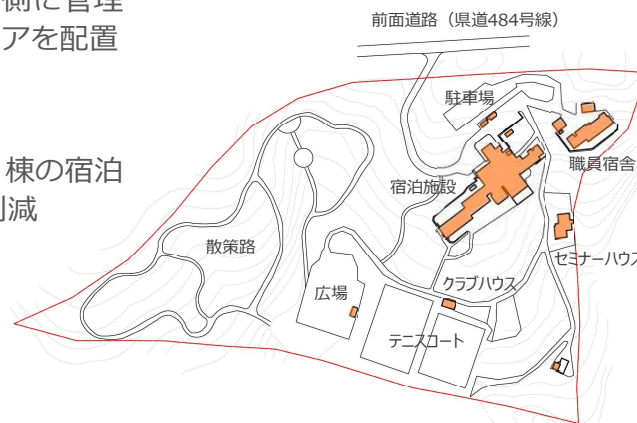 側に管理
アを配置
棟の宿泊
削減
前面道路（県道484号線）
駐車場
職員宿舎
宿泊施設
セミナーハウス
散策路
クラブハウス
広場
テニスコート